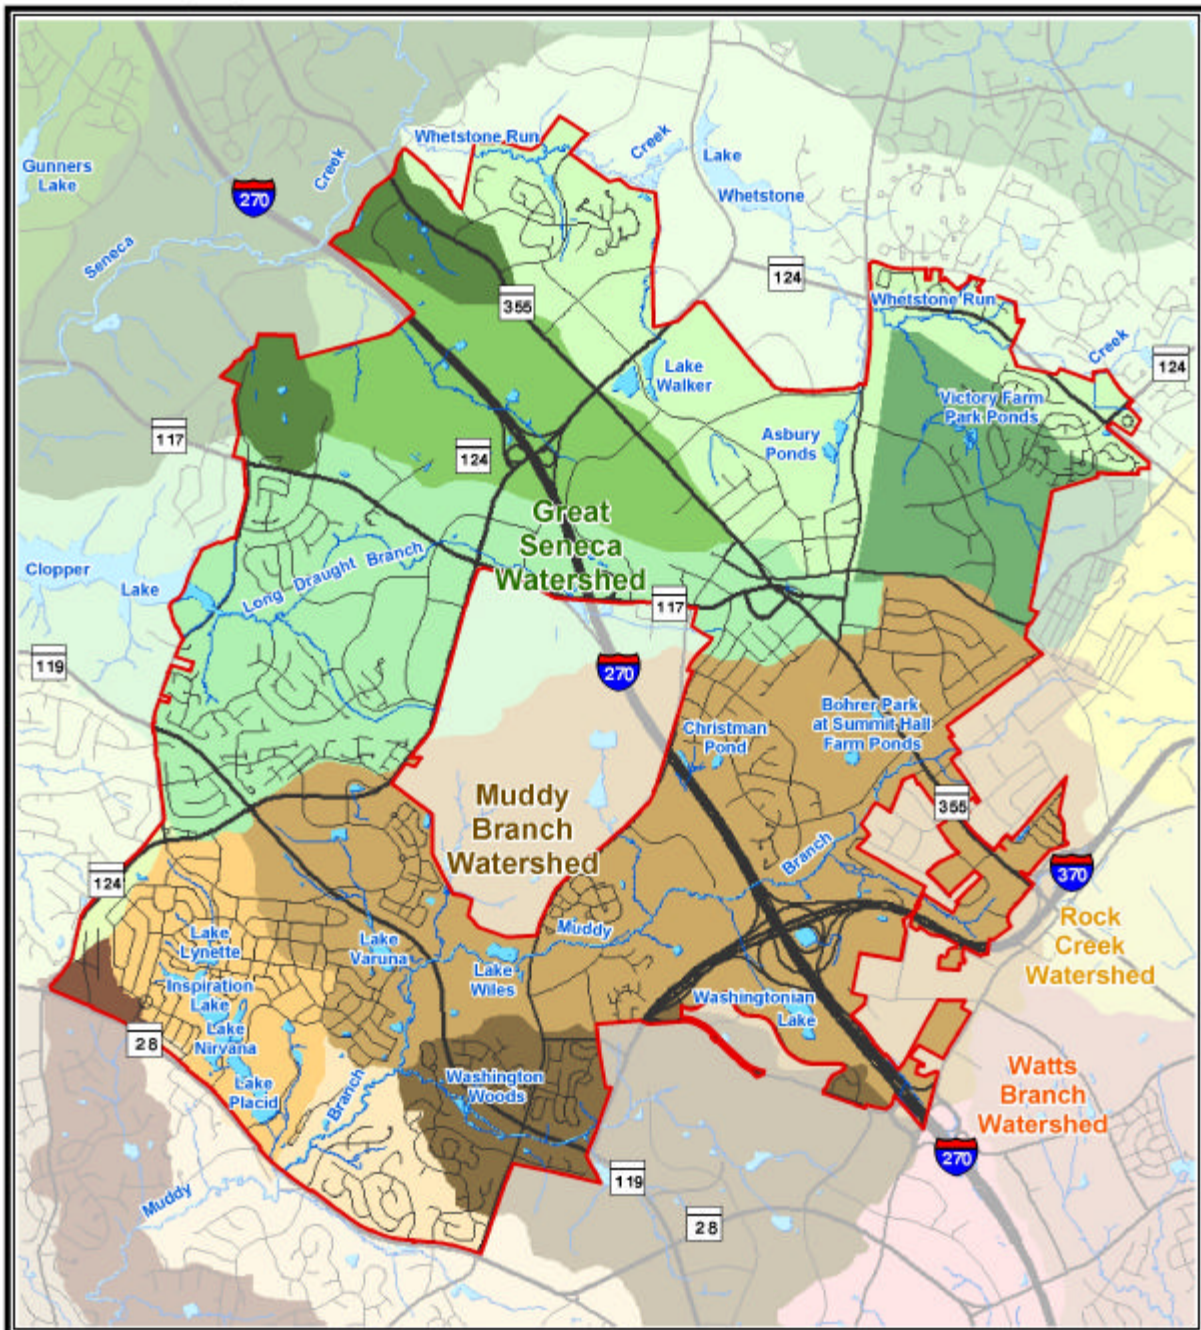 Whetstone Run
Creek
Lake
Whetstone
Gunners
Lake
Creek
270
Seneca
124
355
Whetstone Run
Creek
124
Lake
Walker
Victory Farm
Park Ponds
117
124
Asbury
Ponds
Great
Seneca
Watershed
Clopper
Lake
Long Draught Branch
117
119
270
Christman
Pond
Bohrer Park
at Summit Hall
Farm Ponds
Muddy
Branch
Watershed
355
Branch
370
124
Rock
Creek
Watershed
Lake
Lynette
Muddy
Lake
Varuna
Lake
Wiles
Inspiration
Lake
Washingtonian
Lake
Lake
Nirvana
28
Lake
Placid
Branch
Washington
Woods
Watts
Branch
Watershed
270
119
Muddy
28